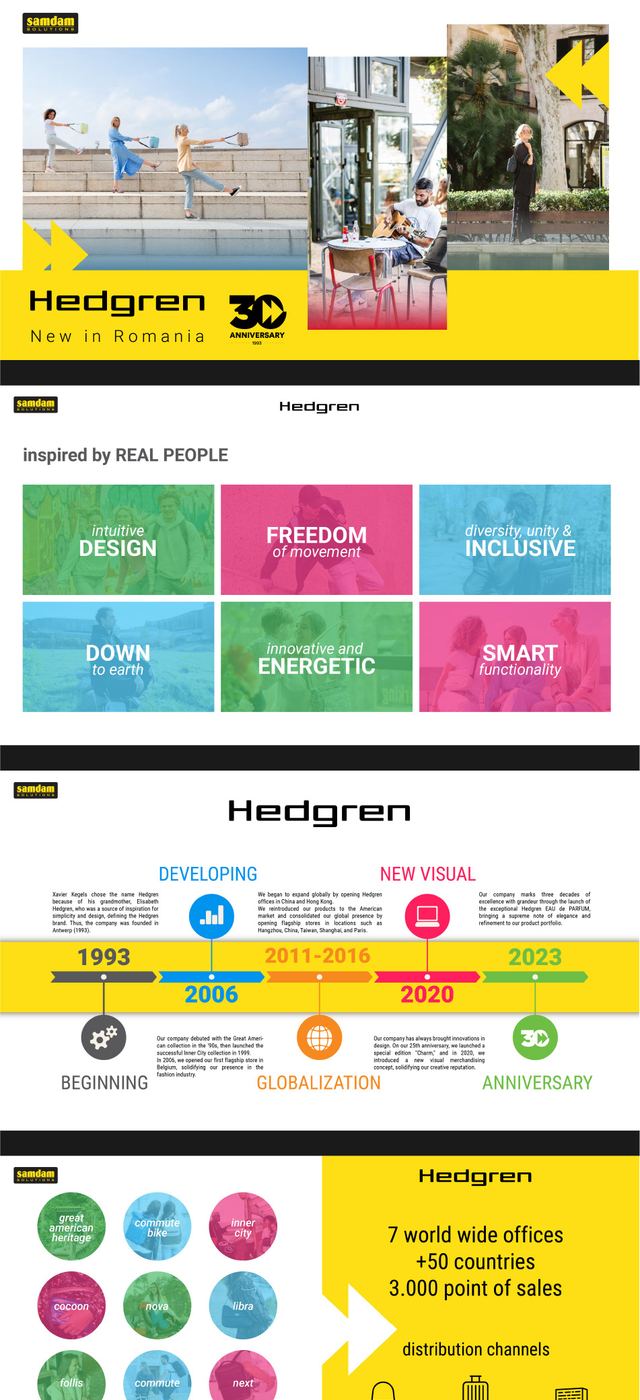 samdam
SOLUTIONS
Hedgren
New in Romania
30
ANNIVERSARY
1993
samdam
SOLUTIONS
Hedgren
inspired by REAL PEOPLE
intuitive
DESIGN
FREEDOM
of movement
diversity, unity &
INCLUSIVE
DOWN
to earth
innovative and
ENERGETIC
SMART
functionality
samdam
SOLUTIONS
Hedgren
DEVELOPING
NEW VISUAL
Xavier Kegels chose the name Hedgren
because of his grandmother, Elisabeth
Hedgren, who was a source of inspiration for
simplicity and design, defining the Hedgren
brand. Thus, the company was founded in
Antwerp (1993).
We began to expand globally by opening Hedgren
offices in China and Hong Kong.
We reintroduced our products to the American
market and consolidated our global presence by
opening flagship stores in locations such as
Hangzhou, China, Taiwan, Shanghai, and Paris.
Our company marks three decades of
excellence with grandeur through the launch of
the exceptional Hedgren EAU de PARFUM,
bringing a supreme note of elegance and
refinement to our product portfolio.
1993
2006
2011-2016
2020
2023
Our company debuted with the Great Ameri-
can collection in the '90s, then launched the
successful Inner City collection in 1999.
In 2006, we opened our first flagship store in
Belgium, solidifying our presence in the
fashion industry.
Our company has always brought innovations in
design. On our 25th anniversary, we launched a
special edition "Charm," and in 2020, we
introduced a new visual merchandising
concept, solidifying our creative reputation.
30
BEGINNING
GLOBALIZATION
ANNIVERSARY
samdam
SOLUTIONS
great
american
heritage
commute
bike
inner
city
cocoon
nova
libra
follis
commute
next
Hedgren
7 world wide offices
+50 countries
3.000 point of sales
distribution channels